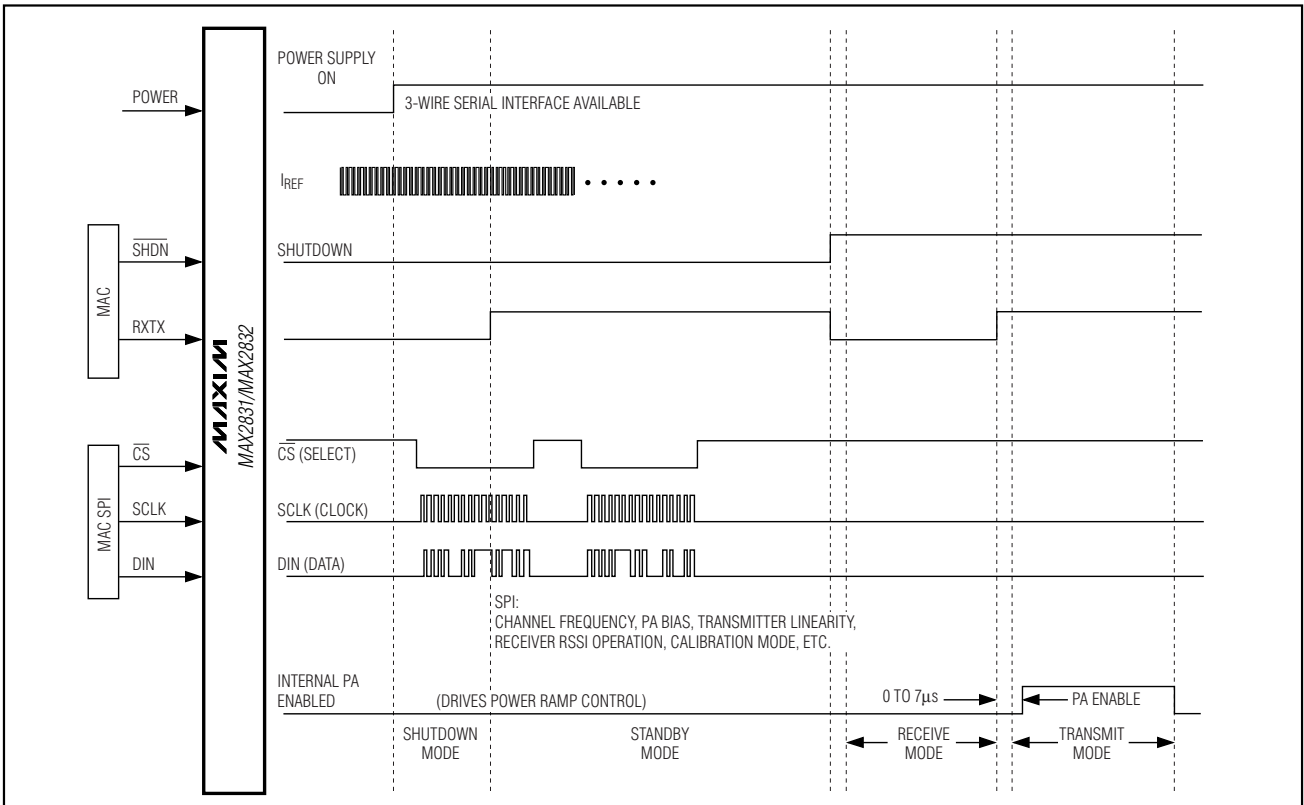 POWER SUPPLY
ON
POWER
3-WIRE SERIAL INTERFACE AVAILABLE
IREF
MAC
SHDN
SHUTDOWN
RXTX
MAXIM
MAX2831/MAX2832
MAC SPI
CS
CS (SELECT)
SCLK
SCLK (CLOCK)
DIN
DIN (DATA)
SPI:
CHANNEL FREQUENCY, PA BIAS, TRANSMITTER LINEARITY,
RECEIVER RSSI OPERATION, CALIBRATION MODE, ETC.
INTERNAL PA
ENABLED
(DRIVES POWER RAMP CONTROL)
0 TO 7μs
PA ENABLE
SHUTDOWN
MODE
STANDBY
MODE
RECEIVE
MODE
TRANSMIT
MODE